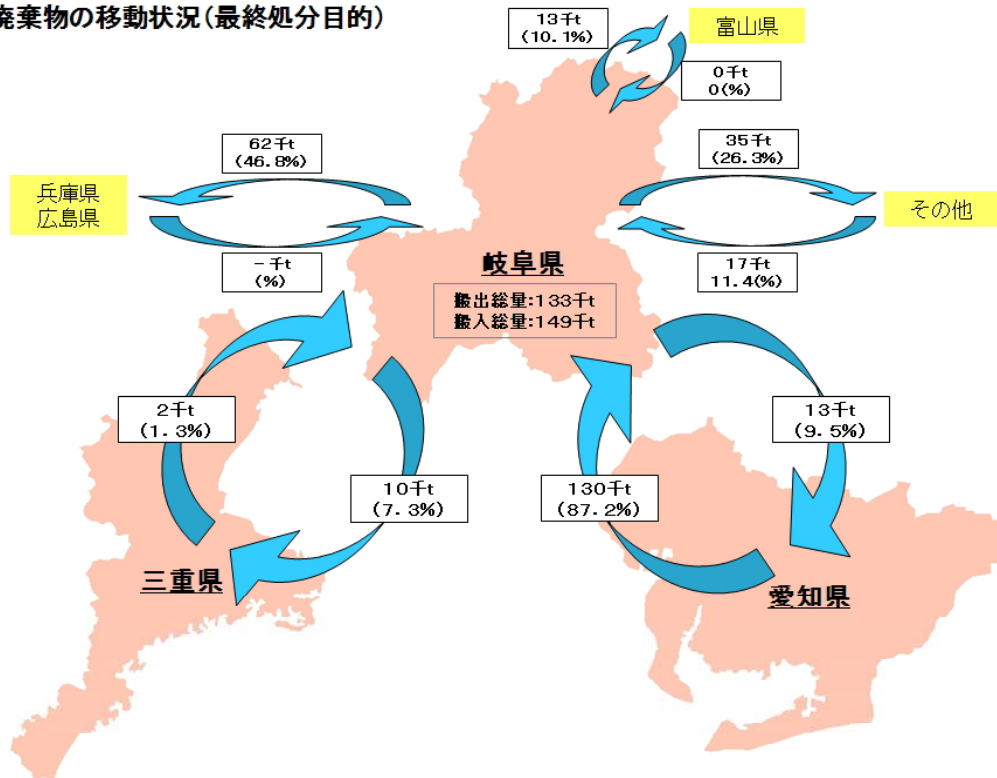 廃棄物の移動状況(最終処分目的)
13千t
(10.1%)
富山県
0千t
0(%)
62千t
(46.8%)
35千t
(26.3%)
兵庫県
広島県
その他
-千t
(%)
17千t
11.4(%)
岐阜県
搬出総量:133千t
搬入総量:149千t
2千t
(1.3%)
13千t
(9.5%)
10千t
(7.3%)
130千t
(87.2%)
三重県
愛知県